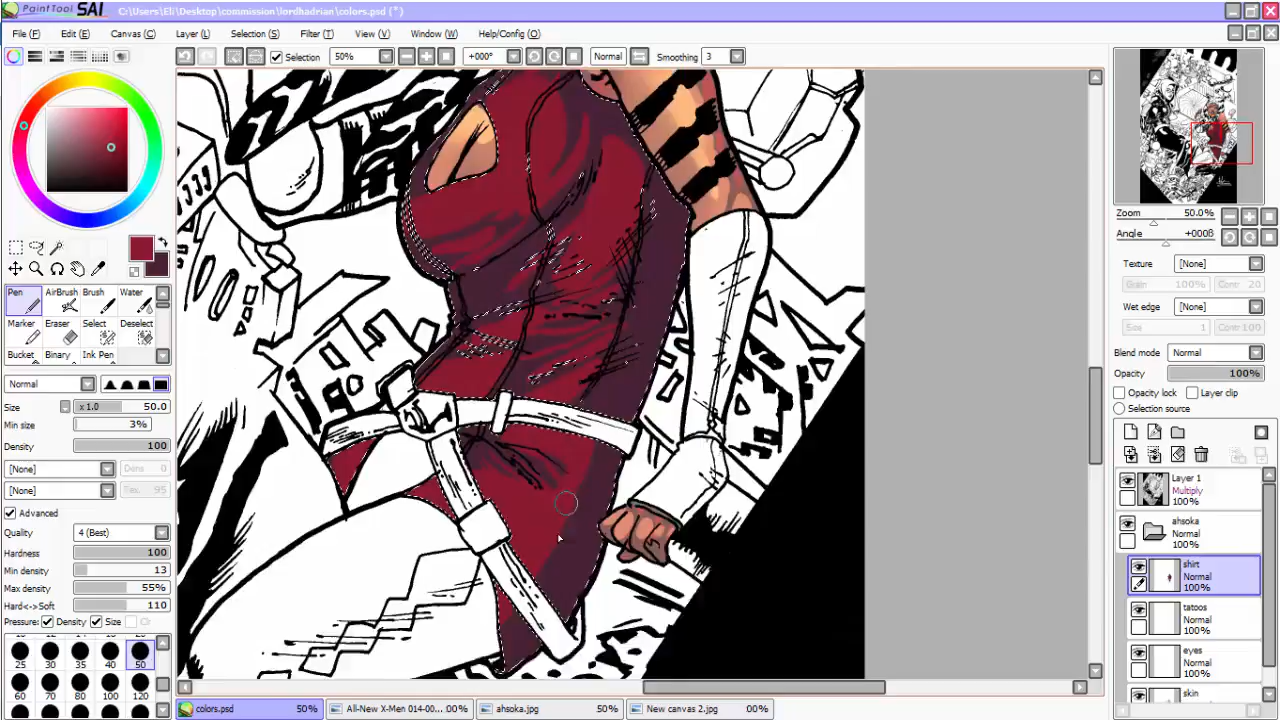 PaintTool SAI C:\Users\Eli\Desktop\commission\lordhadrian\colors.psd (*)
File (F) Edit (E) Canvas (C) Layer (L) Selection (S) Filter (T) View (V) Window (W) Help/Config (O)
Selection 50% +000° Normal Smoothing 3
Zoom 50.0%
Angle +0008
Texture [None]
Grain 100% Contr 20
Wet edge [None]
Size 1 Contr 100
Pen AirBrush Brush Water
Marker Eraser Select Deselect
Bucket Binary Ink Pen
Blend mode Normal
Opacity 100%
Opacity lock Layer clip
Selection source
Normal
Size x 1.0 50.0
Min size 3%
Density 100
[None] Dens 0
[None] Tex. 95
Advanced
Quality 4 (Best)
Hardness 100
Min density 13
Max density 55%
Hard<->Soft 110
Pressure: Density Size
25 30 35 40 50
60 70 80 100 120
Layer 1
Multiply
100%
ahsoka
Normal
100%
shirt
Normal
100%
tatoos
Normal
100%
eyes
Normal
100%
skin
Normal
colors.psd 50% All-New X-Men 014-00... 00% ahsoka.jpg 50% New canvas 2.jpg 00%